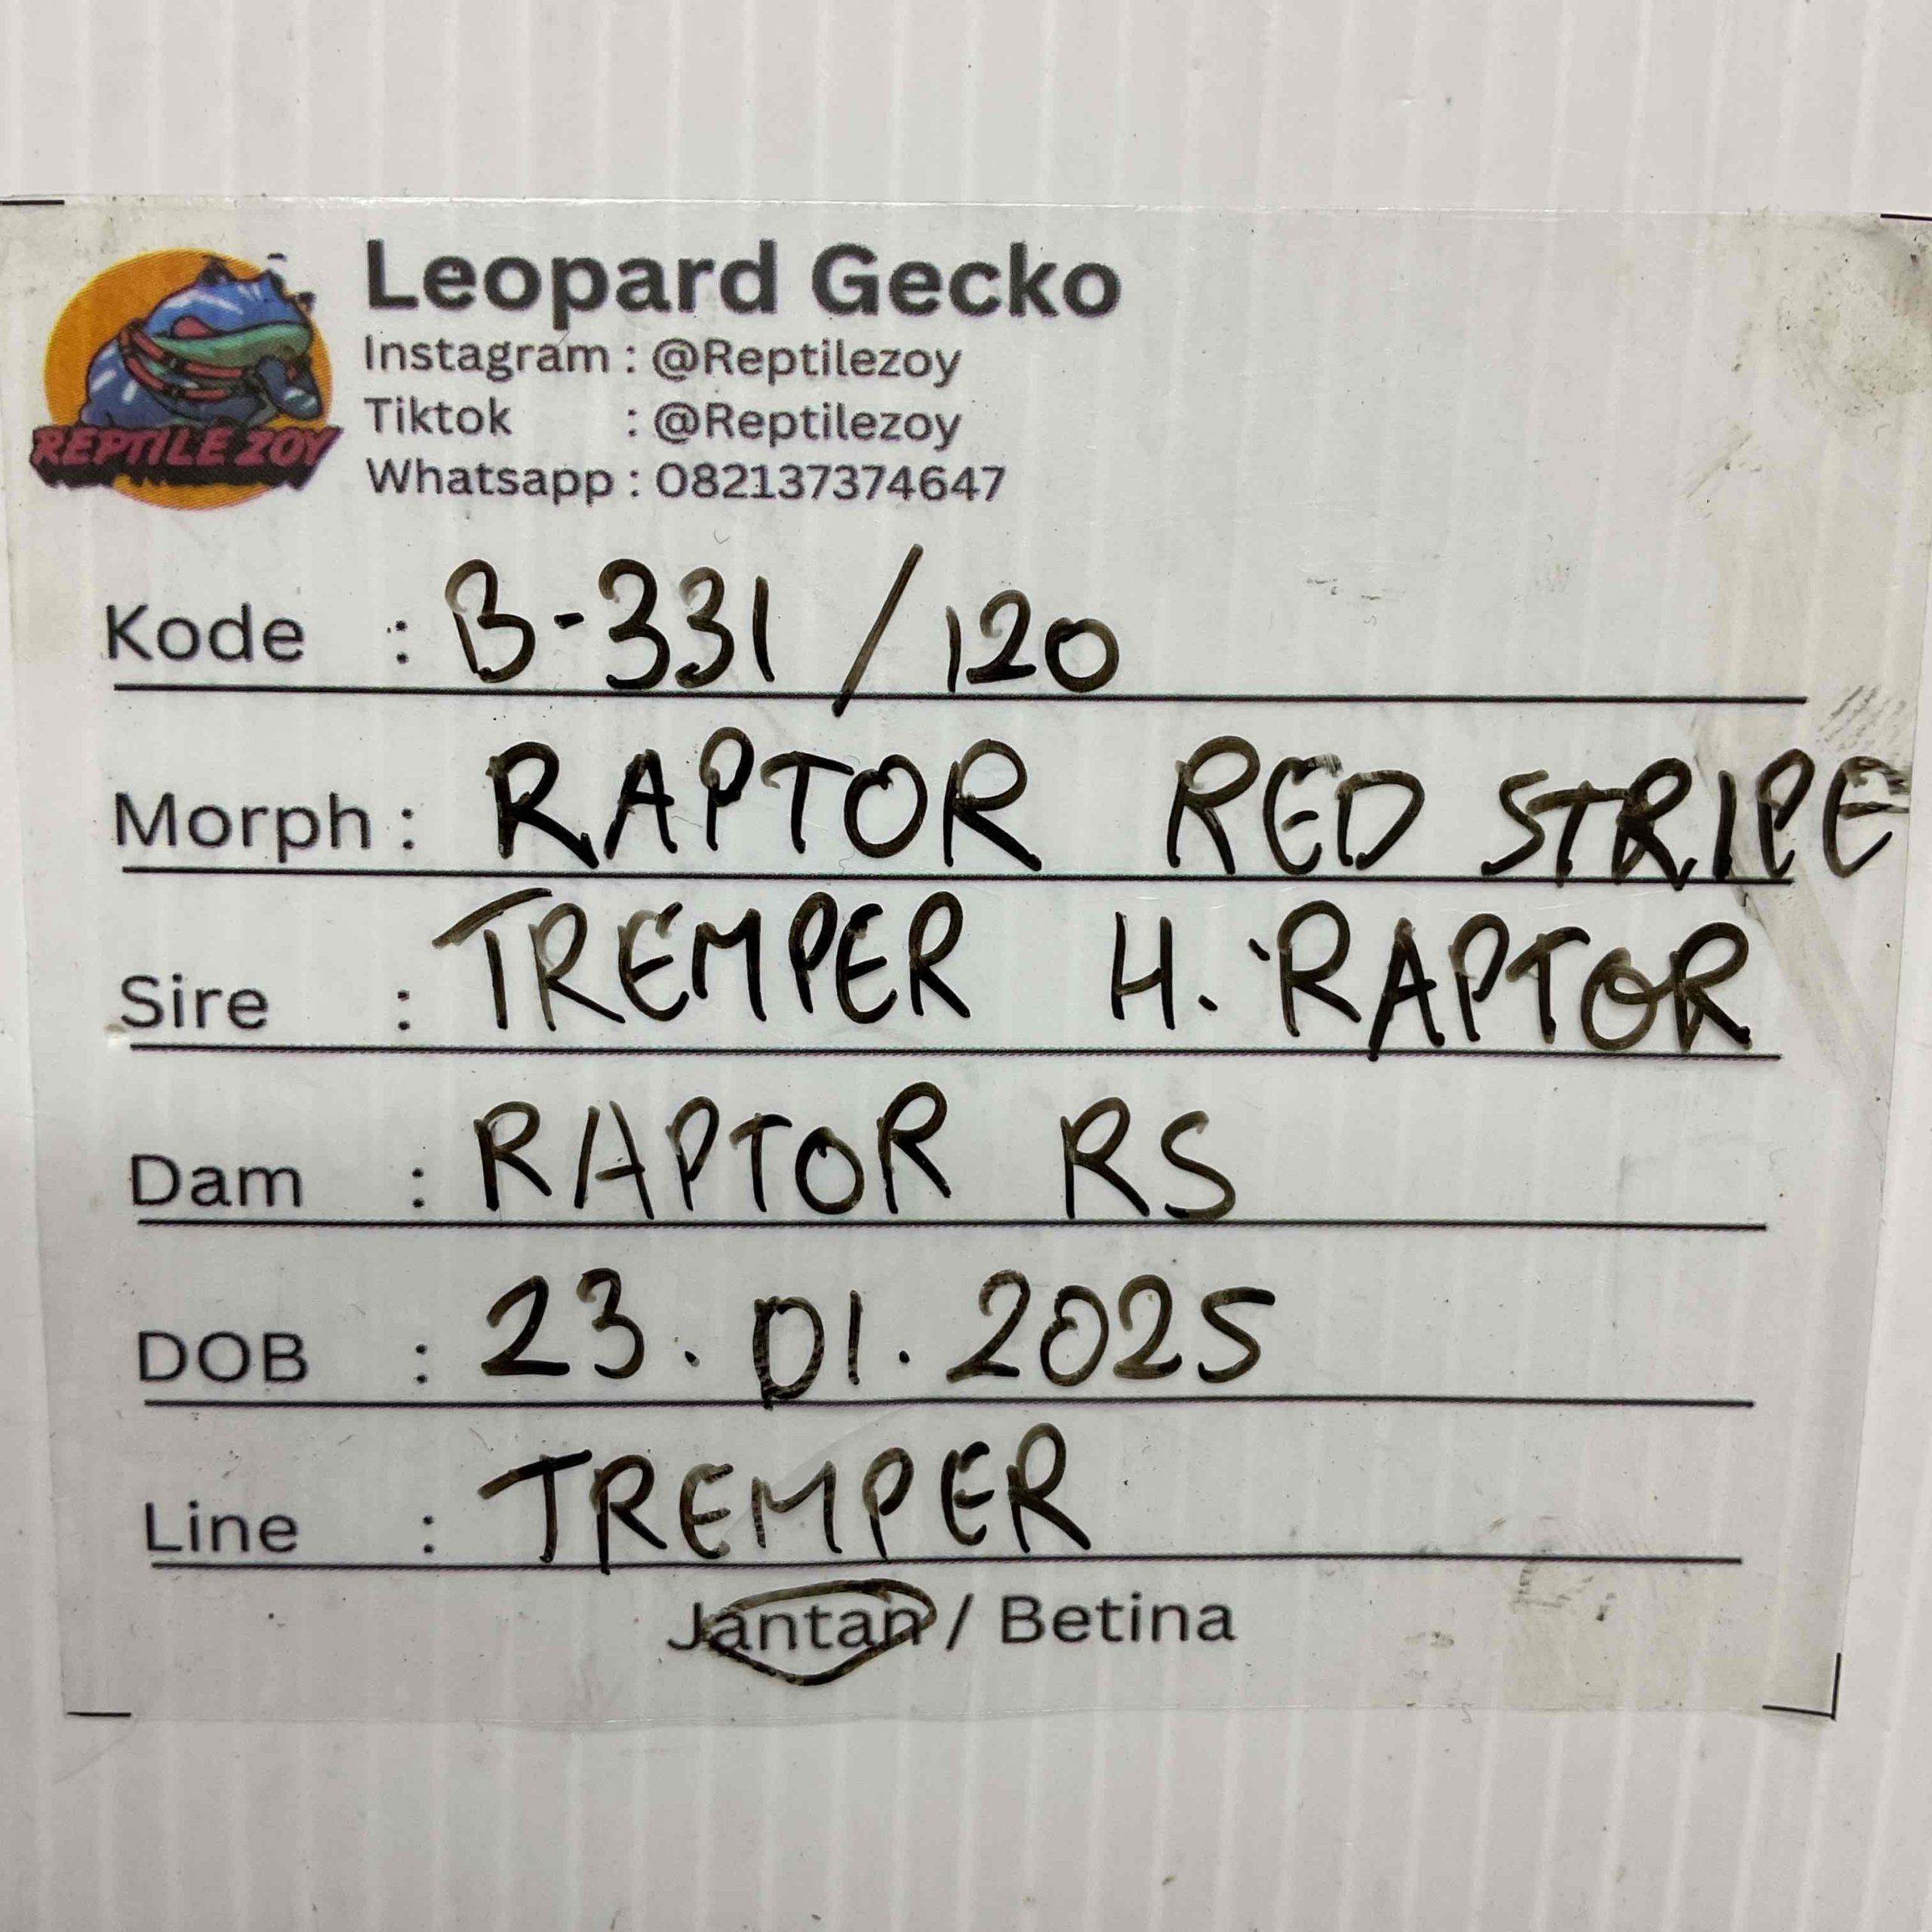 REPTILE ZOY
Leopard Gecko
Instagram : @Reptilezoy
Tiktok : @Reptilezoy
Whatsapp : 082137374647
Kode : B-331 / 120
Morph : RAPTOR RED STRIPE
Sire : TREMPER H. RAPTOR
Dam : RAPTOR RS
DOB : 23.01.2025
Line : TREMPER
Jantan / Betina